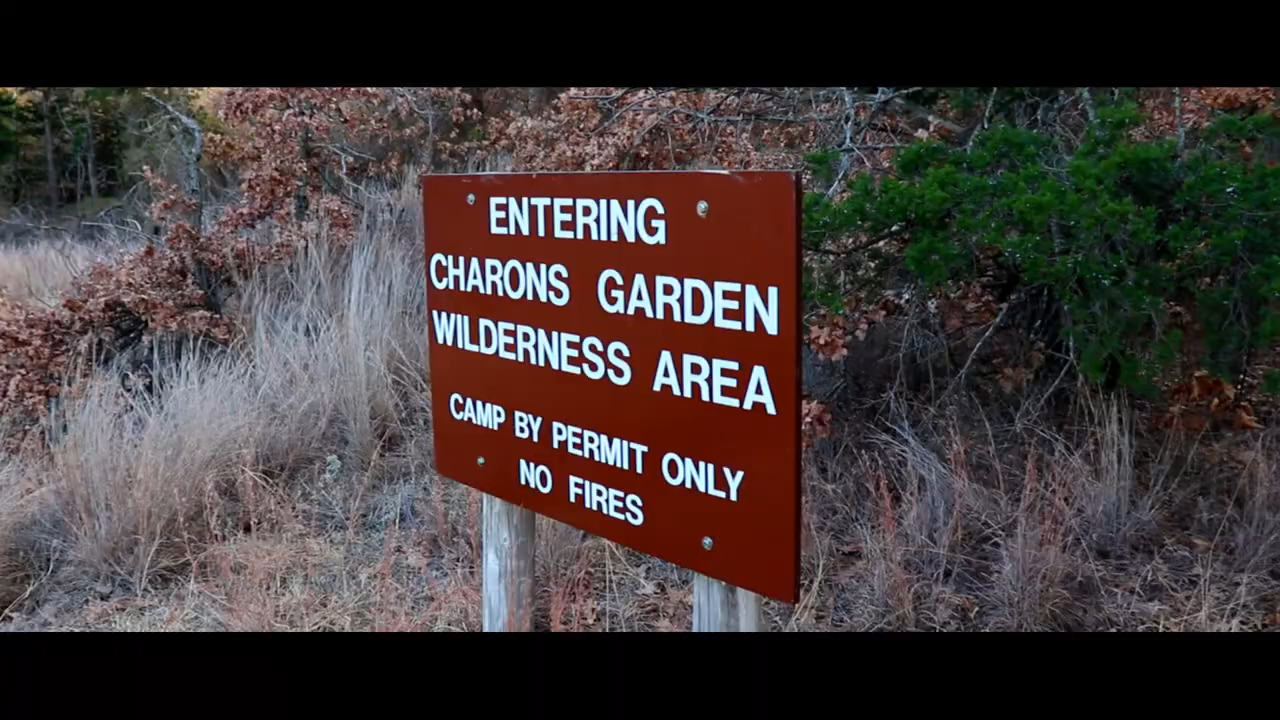 ENTERING
CHARONS GARDEN
WILDERNESS AREA
CAMP BY PERMIT ONLY
NO FIRES